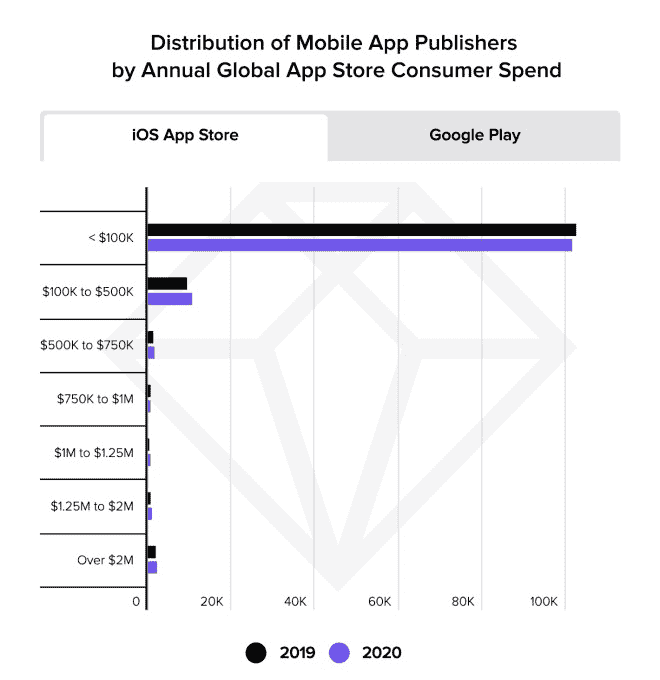 Distribution of Mobile App Publishers
by Annual Global App Store Consumer Spend
iOS App Store
Google Play
< $100K
$100K to $500K
$500K to $750K
$750K to $1M
$1M to $1.25M
$1.25M to $2M
Over $2M
0 20K 40K 60K 80K 100K
2019 2020